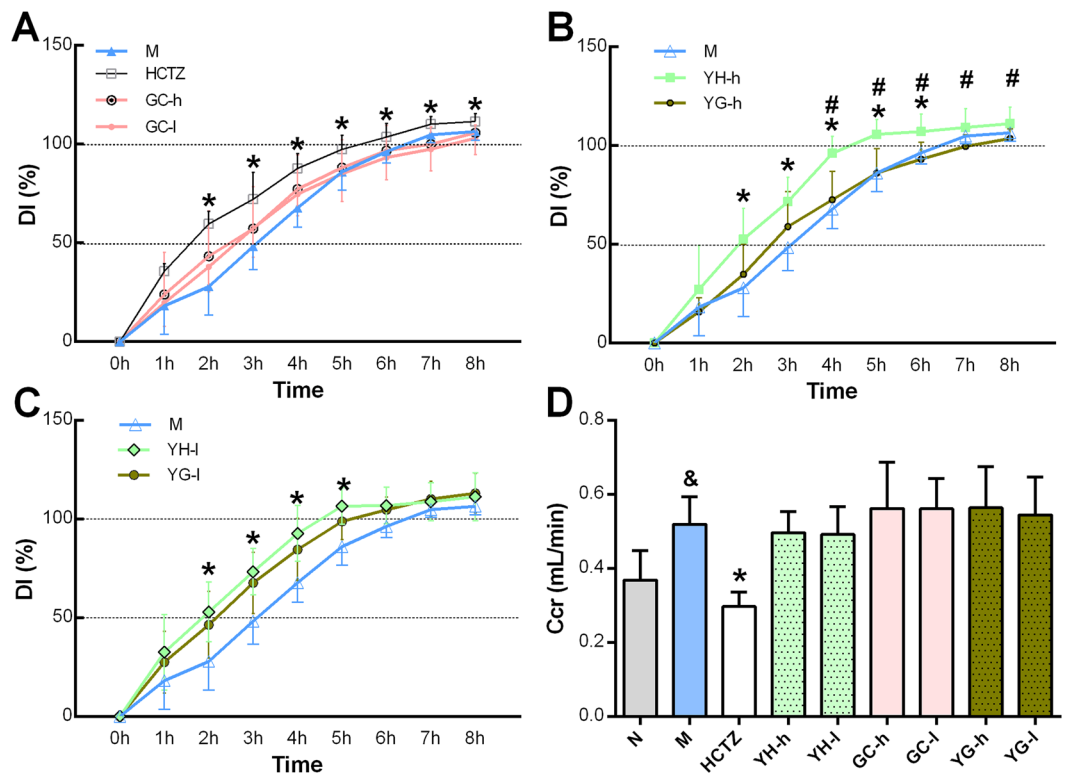 A
150
100
50
0
DI (%)
M
HCTZ
GC-h
GC-l
* * * * * * *
0h 1h 2h 3h 4h 5h 6h 7h 8h
Time
B
150
100
50
0
DI (%)
M
YH-h
YG-h
# # # # #
* * * * *
0h 1h 2h 3h 4h 5h 6h 7h 8h
Time
C
150
100
50
0
DI (%)
M
YH-l
YG-l
* * * *
0h 1h 2h 3h 4h 5h 6h 7h 8h
Time
D
0.8
0.6
0.4
0.2
0.0
Ccr (mL/min)
&
*
N M HCTZ YH-h YH-l GC-h GC-l YG-h YG-l